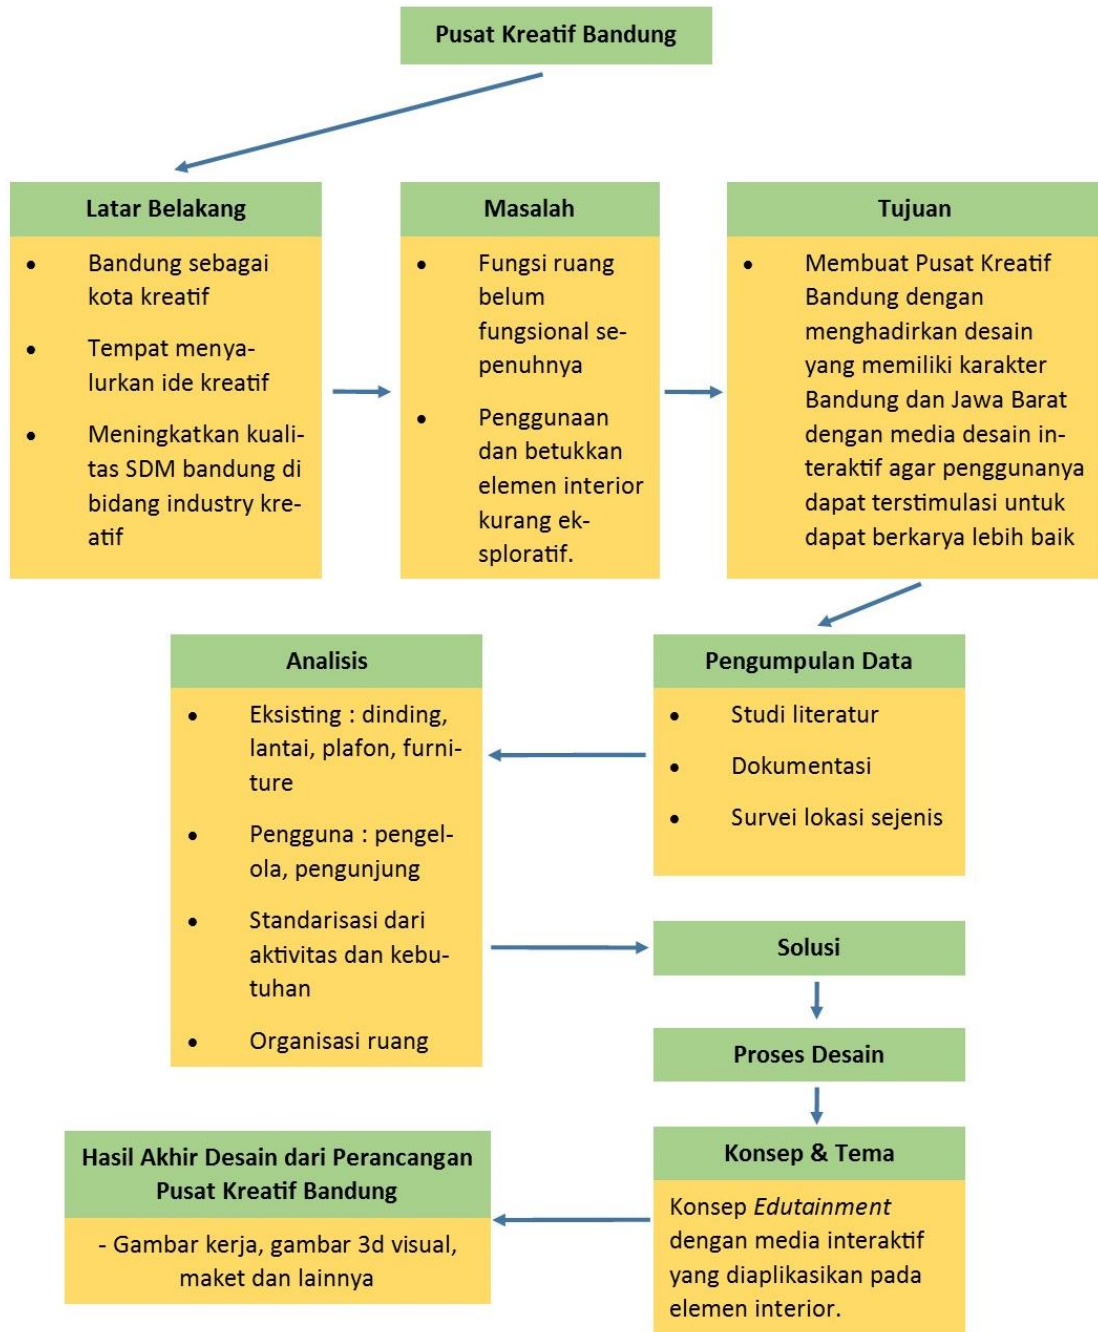 Pusat Kreatif Bandung
Latar Belakang
• Bandung sebagai
kota kreatif
• Tempat menya-
lurkan ide kreatif
• Meningkatkan kuali-
tas SDM bandung di
bidang industry kre-
atif
Masalah
• Fungsi ruang
belum
fungsional se-
penuhnya
• Penggunaan
dan betukkan
elemen interior
kurang ek-
sploratif.
Tujuan
• Membuat Pusat Kreatif
Bandung dengan
menghadirkan desain
yang memiliki karakter
Bandung dan Jawa Barat
dengan media desain in-
teraktif agar penggunanya
dapat terstimulasi untuk
dapat berkarya lebih baik
Pengumpulan Data
• Studi literatur
• Dokumentasi
• Survei lokasi sejenis
Analisis
• Eksisting : dinding,
lantai, plafon, furni-
ture
• Pengguna : pengel-
ola, pengunjung
• Standarisasi dari
aktivitas dan kebu-
tuhan
• Organisasi ruang
Solusi
Proses Desain
Konsep & Tema
Konsep Edutainment
dengan media interaktif
yang diaplikasikan pada
elemen interior.
Hasil Akhir Desain dari Perancangan
Pusat Kreatif Bandung
- Gambar kerja, gambar 3d visual,
maket dan lainnya